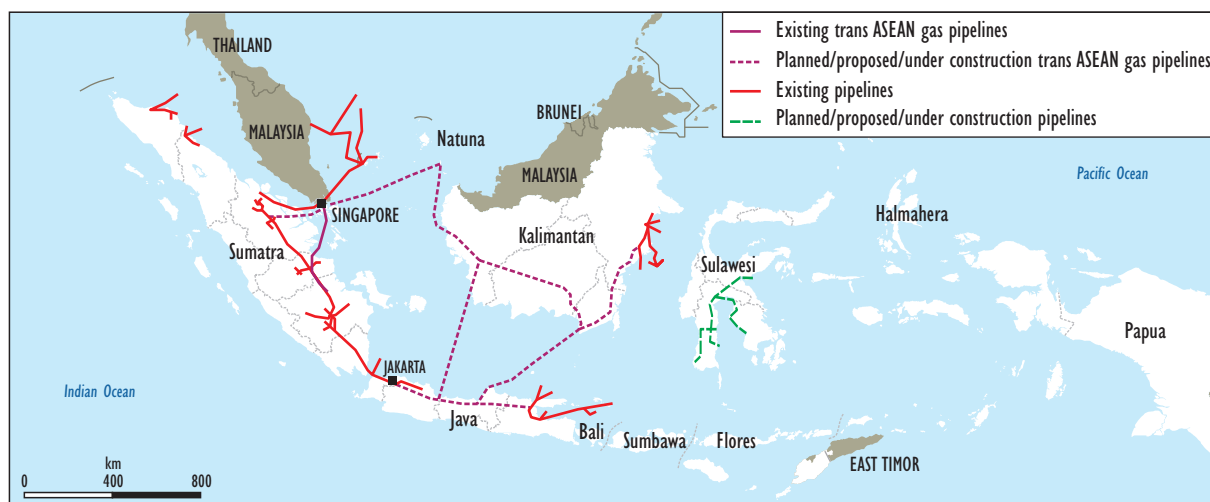 Existing trans ASEAN gas pipelines
Planned/proposed/under construction trans ASEAN gas pipelines
Existing pipelines
Planned/proposed/under construction pipelines
THAILAND
MALAYSIA
Natuna
BRUNEI
MALAYSIA
Pacific Ocean
SINGAPORE
Halmahera
Sumatra
Kalimantan
Sulawesi
Papua
JAKARTA
Indian Ocean
Java
Bali
Sumbawa
Flores
EAST TIMOR
km
0 400 800